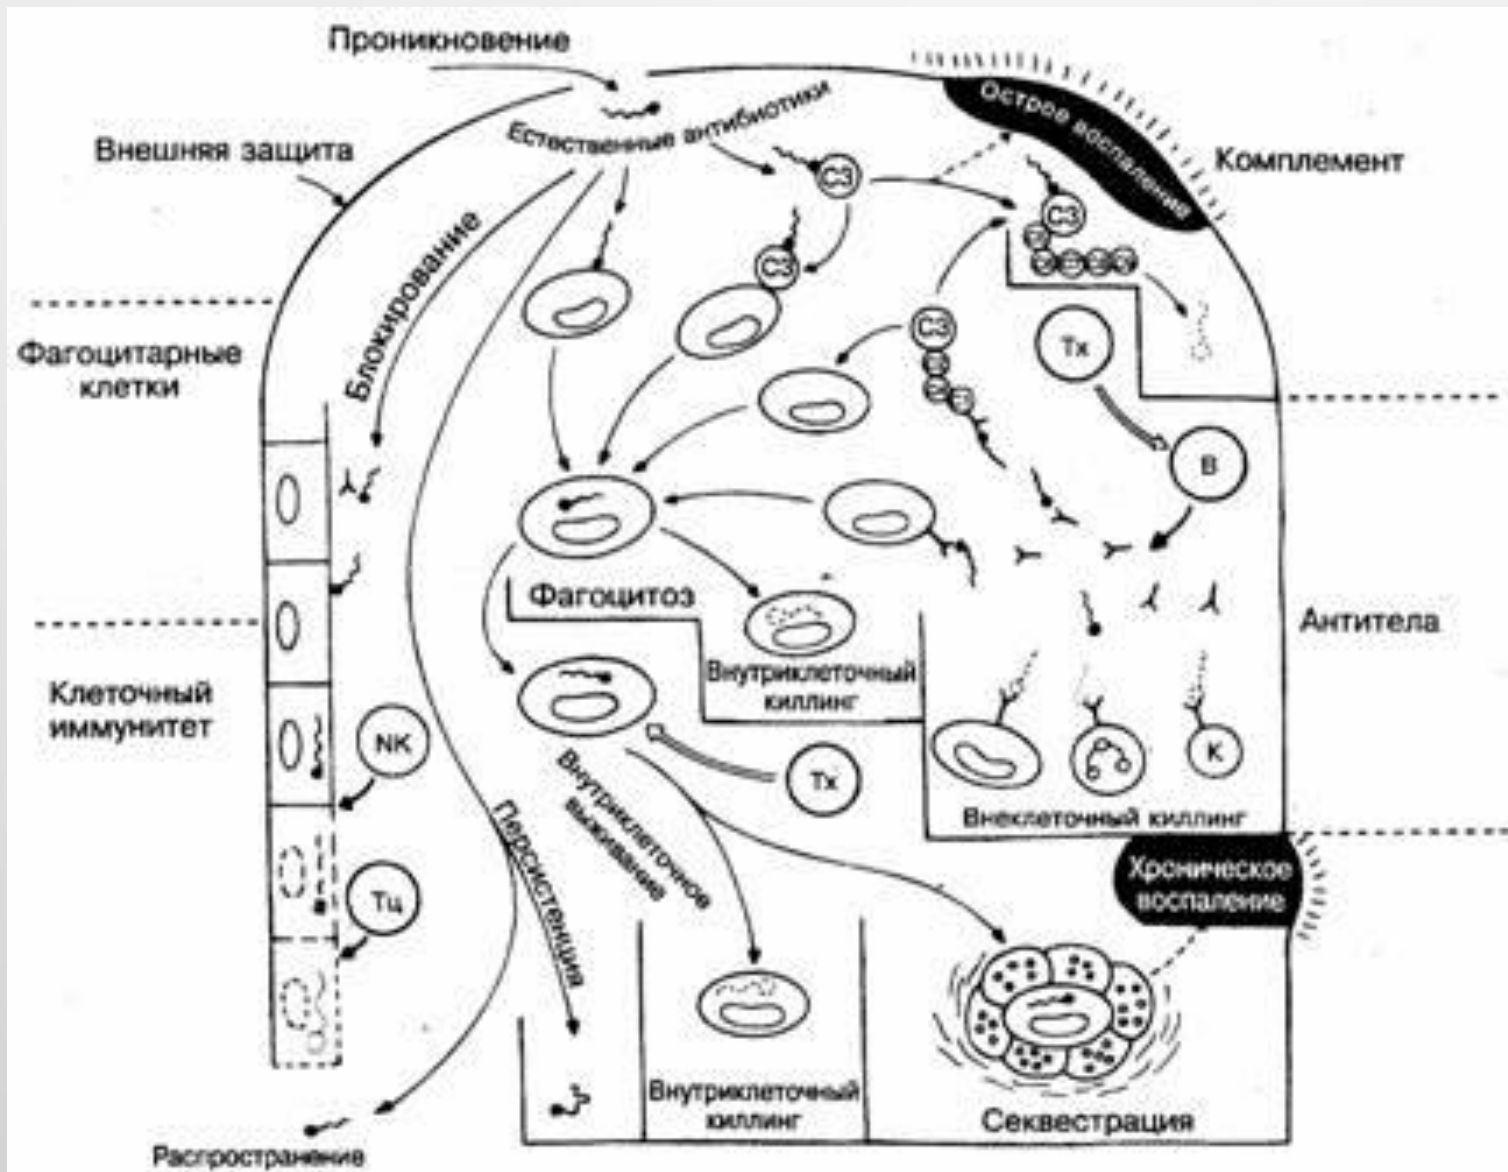 Проникновение
Внешняя защита
Естественные антибиотики
Острое воспаление
Комплемент
C3
C3
C3
C3
Блокирование
Фагоцитарные
клетки
Тх
В
Фагоцитоз
Внутриклеточный
киллинг
Антитела
Клеточный
иммунитет
NK
Тх
К
Внеклеточный киллинг
Внутриклеточное
выживание
Персистенция
Хроническое
воспаление
Тц
Внутриклеточный
киллинг
Секвестрация
Распространение